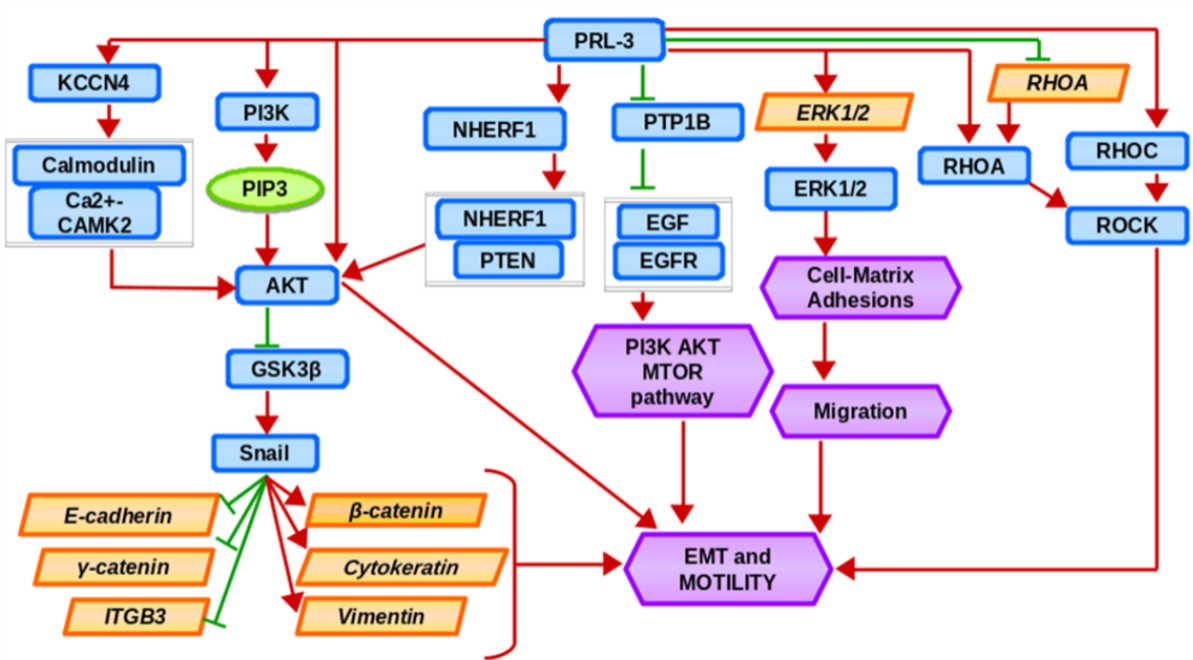 PRL-3
KCCN4
PI3K
NHERF1
PTP1B
ERK1/2
RHOA
Calmodulin
Ca2+-
CAMK2
PIP3
NHERF1
PTEN
EGF
EGFR
ERK1/2
RHOA
RHOC
ROCK
AKT
Cell-Matrix
Adhesions
GSK3β
PI3K AKT
MTOR
pathway
Migration
Snail
E-cadherin
β-catenin
γ-catenin
Cytokeratin
ITGB3
Vimentin
EMT and
MOTILITY